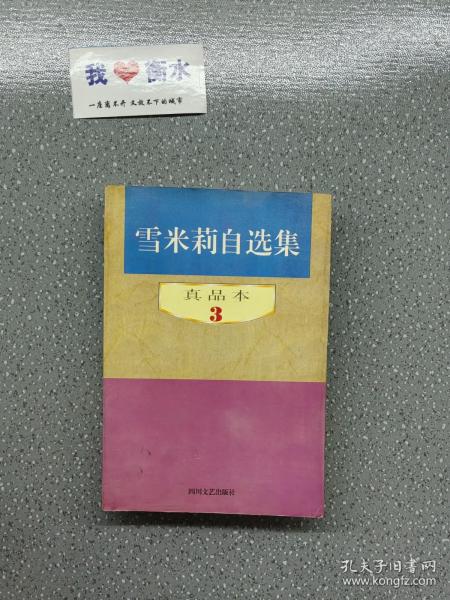 我 衡水
一座离不开 又放不下的城市
雪米莉自选集
真品本
3
四川文艺出版社
孔夫子旧书网
www.kongfz.com